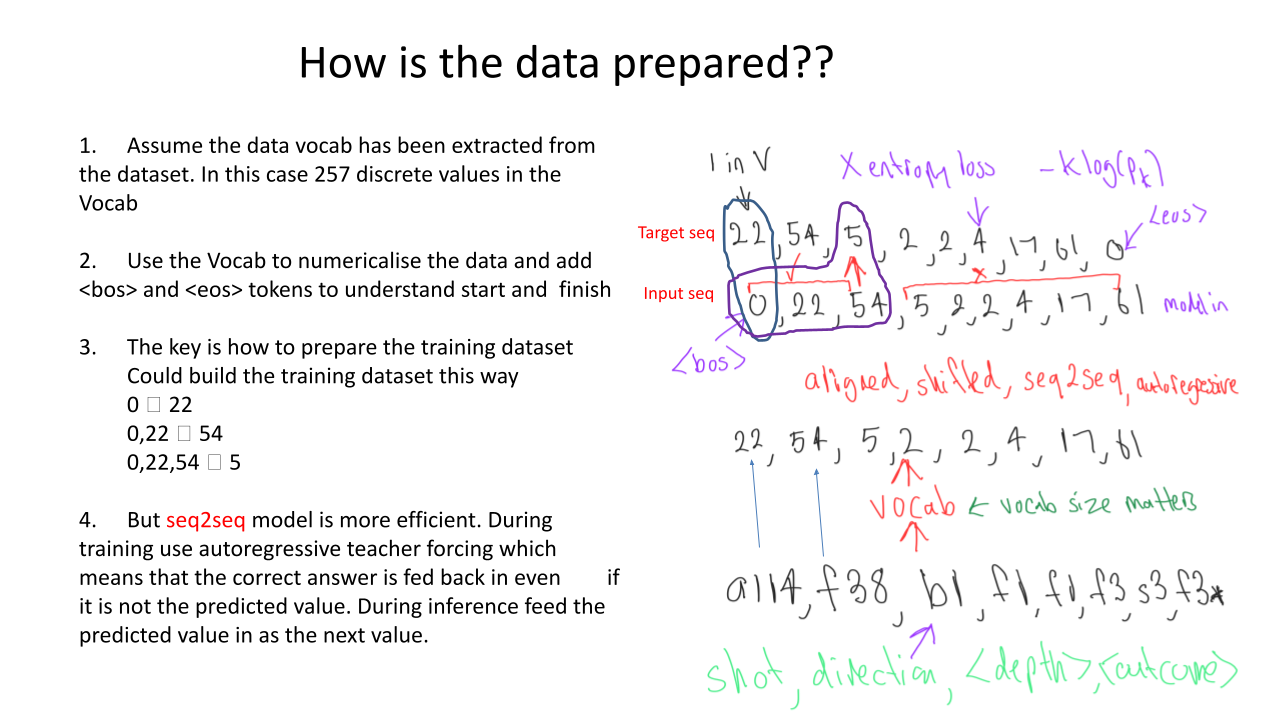 How is the data prepared??
1. Assume the data vocab has been extracted from
the dataset. In this case 257 discrete values in the
Vocab
2. Use the Vocab to numericalise the data and add
<bos> and <eos> tokens to understand start and finish
3. The key is how to prepare the training dataset
Could build the training dataset this way
0 □ 22
0,22 □ 54
0,22,54 □ 5
4. But seq2seq model is more efficient. During
training use autoregressive teacher forcing which
means that the correct answer is fed back in even if
it is not the predicted value. During inference feed the
predicted value in as the next value.
1 in V
X entropy loss -klog(pk)
<eos>
Target seq 22, 54, 5, 2, 2, 4, 17, 61, 0
x
Input seq 0, 22, 54, 5, 2, 2, 4, 17, 61 model in
<bos>
aligned, shifted, seq2seq, autoregressive
22, 54, 5, 2, 2, 4, 17, 61
vocab ← vocab size matters
a114, f38, b1, f1, f1, f3, s3, f3*
shot, direction, <depth>, <outcome>